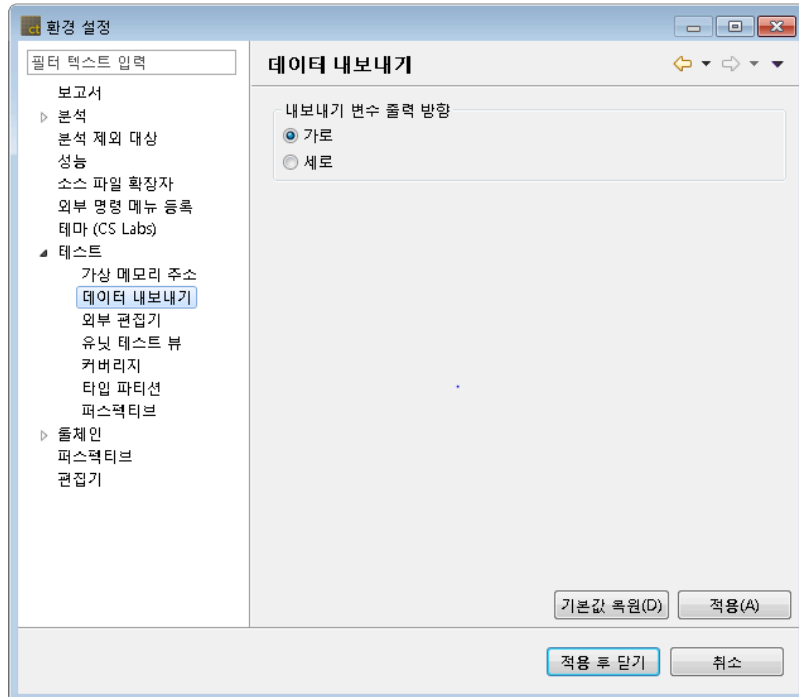 ct 환경 설정
필터 텍스트 입력
보고서
분석
분석 제외 대상
성능
소스 파일 확장자
외부 명령 메뉴 등록
테마 (CS Labs)
테스트
가상 메모리 주소
데이터 내보내기
외부 편집기
유닛 테스트 뷰
커버리지
타입 파티션
퍼스펙티브
툴체인
퍼스펙티브
편집기
데이터 내보내기
내보내기 변수 출력 방향
가로
세로
기본값 복원(D)
적용(A)
적용 후 닫기
취소